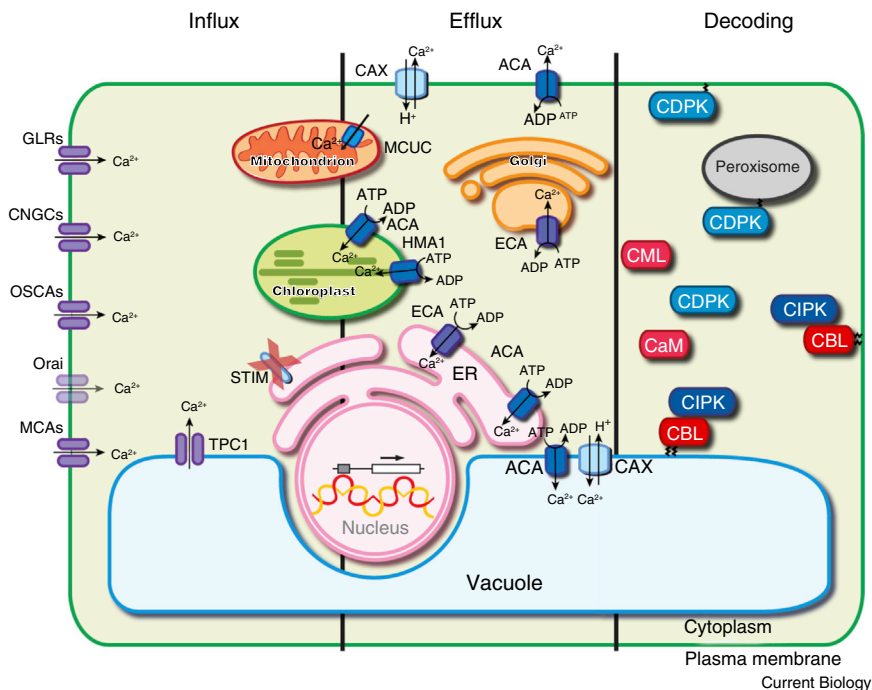 Influx
Efflux
Decoding
CAX
Ca²⁺
H⁺
ACA
Ca²⁺
ADP
ATP
CDPK
GLRs
Ca²⁺
Ca²⁺
Mitochondrion
MCUC
Golgi
Ca²⁺
ECA
ADP
ATP
Peroxisome
CDPK
CNGCs
Ca²⁺
ATP
ADP
ACA
Ca²⁺
HMA1
ATP
Ca²⁺
ADP
Chloroplast
CML
OSCAs
Ca²⁺
CDPK
CIPK
CBL
ECA
ATP
ADP
Ca²⁺
ER
ACA
ATP
ADP
Ca²⁺
CaM
Orai
Ca²⁺
STIM
CIPK
CBL
MCAs
Ca²⁺
Ca²⁺
TPC1
ATP
ADP
H⁺
ACA
CAX
Ca²⁺
Ca²⁺
Nucleus
Vacuole
Cytoplasm
Plasma membrane
Current Biology